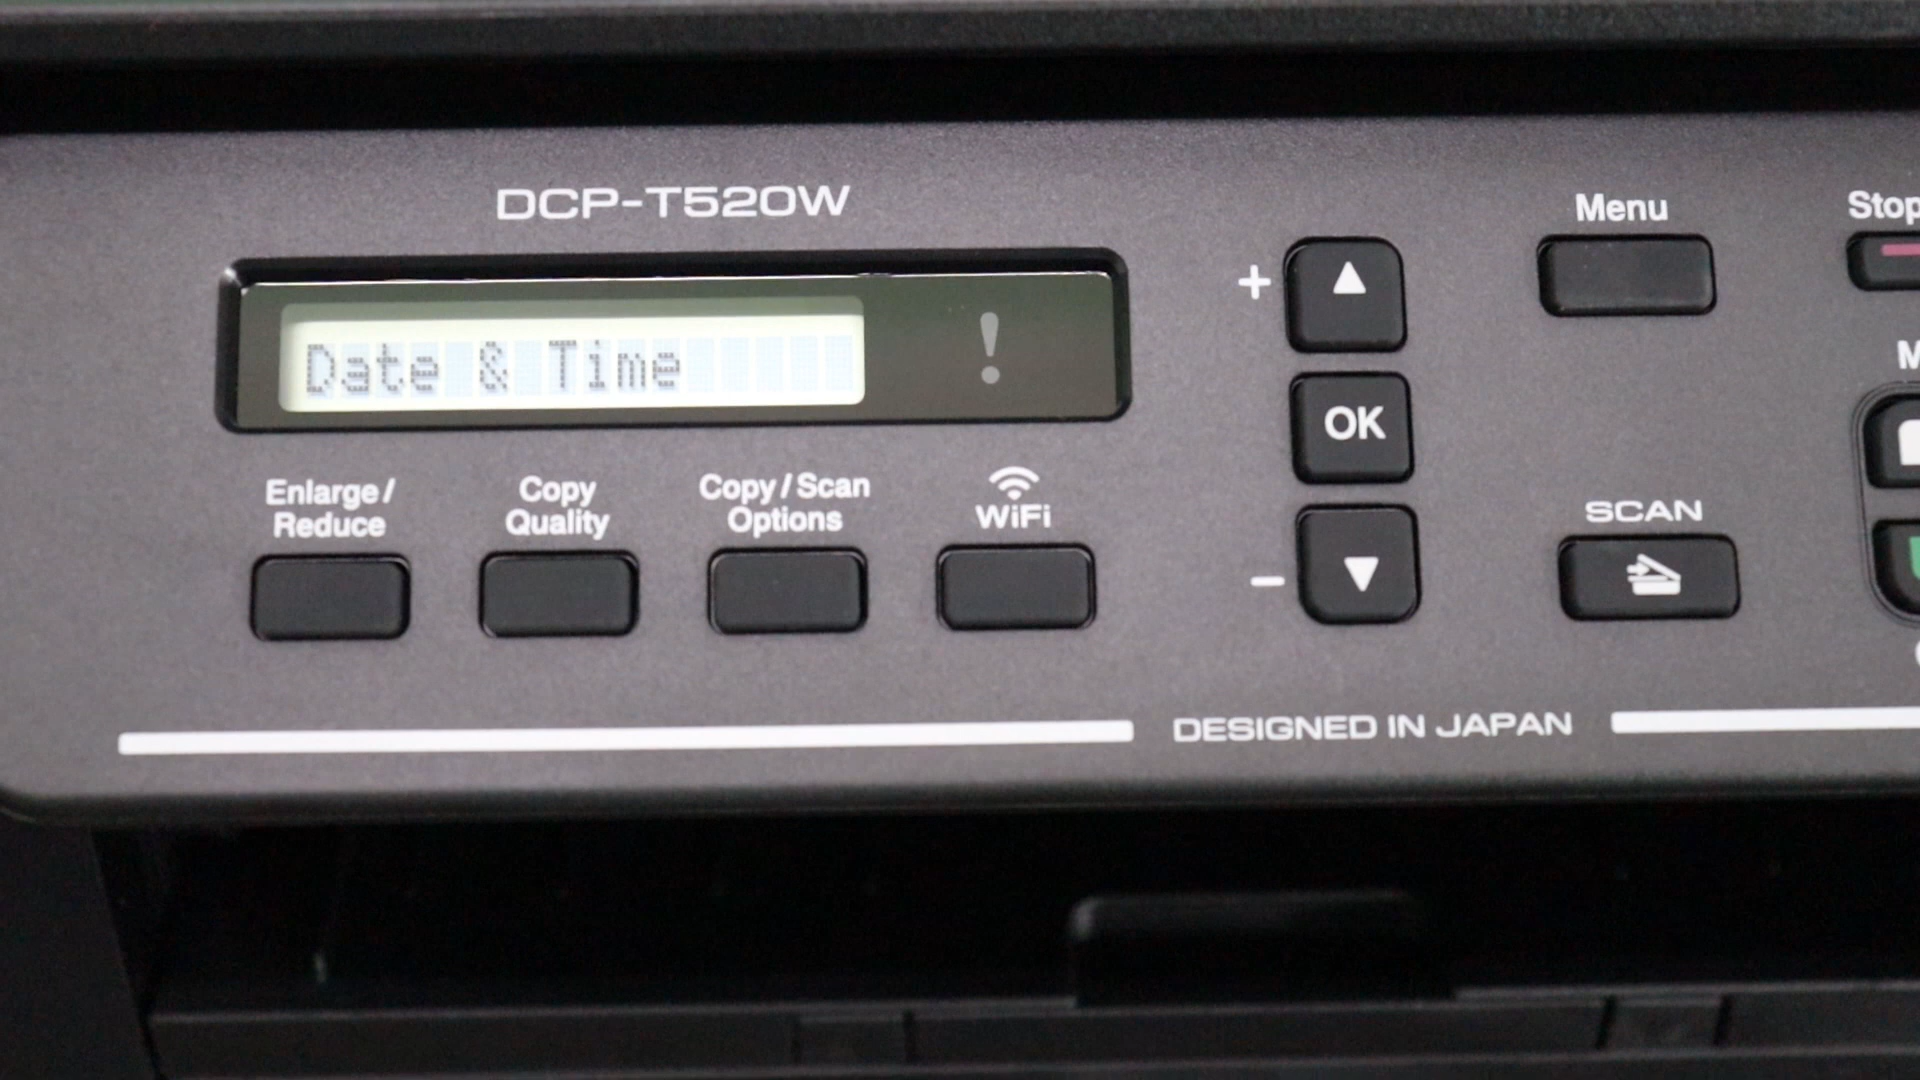 DCP-T520W
Date & Time
!
Enlarge/
Reduce
Copy
Quality
Copy/Scan
Options
WiFi
+
OK
−
Menu
Stop
SCAN
DESIGNED IN JAPAN